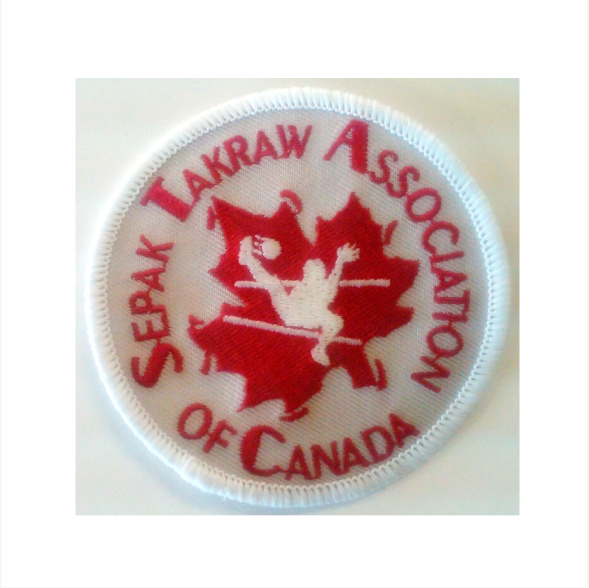 SEPAK TAKRAW ASSOCIATION
OF CANADA